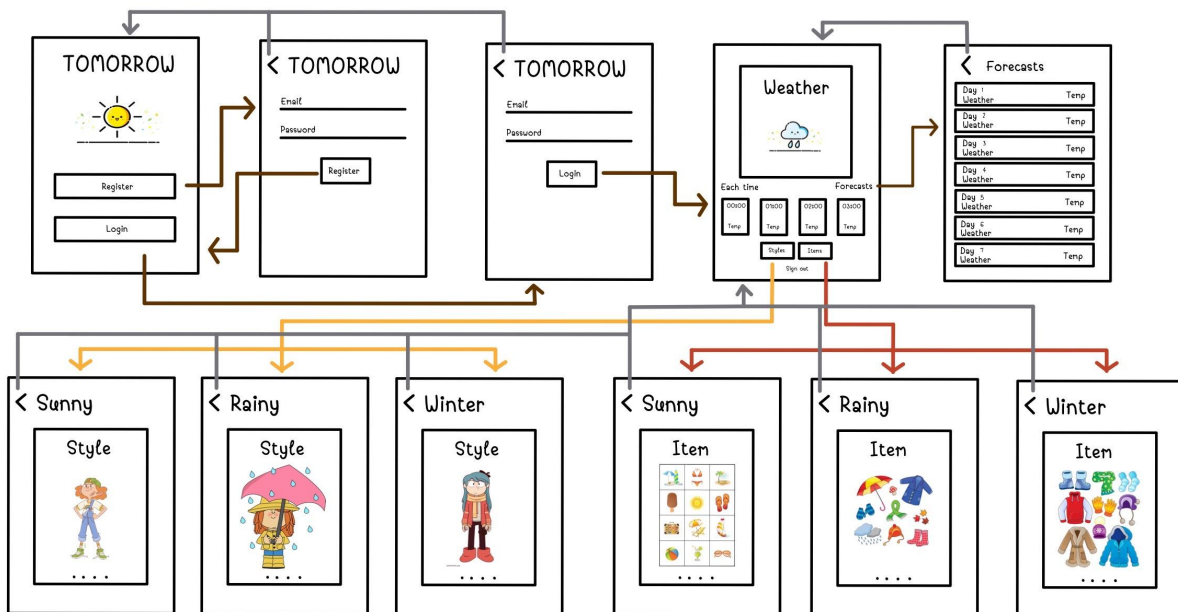 TOMORROW
Register
Login
< TOMORROW
Email
Password
Register
< TOMORROW
Email
Password
Login
Weather
Each time
Forecasts
00:00
Temp
01:00
Temp
02:00
Temp
03:00
Temp
Styles
Items
Sign out
< Forecasts
Day 1
Weather
Temp
Day 2
Weather
Temp
Day 3
Weather
Temp
Day 4
Weather
Temp
Day 5
Weather
Temp
Day 6
Weather
Temp
Day 7
Weather
Temp
< Sunny
Style
< Rainy
Style
< Winter
Style
< Sunny
Item
< Rainy
Item
< Winter
Item